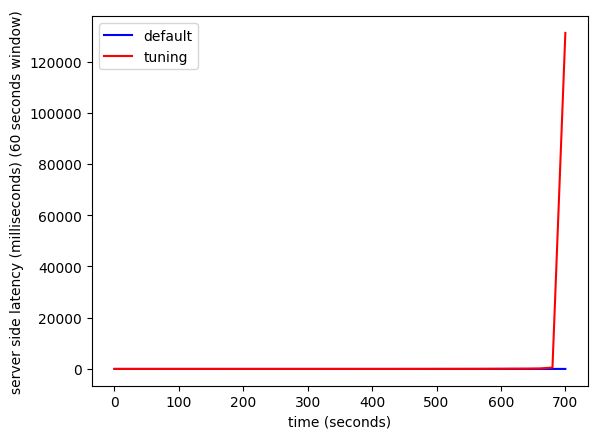 default
tuning
server side latency (milliseconds) (60 seconds window)
120000
100000
80000
60000
40000
20000
0
0 100 200 300 400 500 600 700
time (seconds)